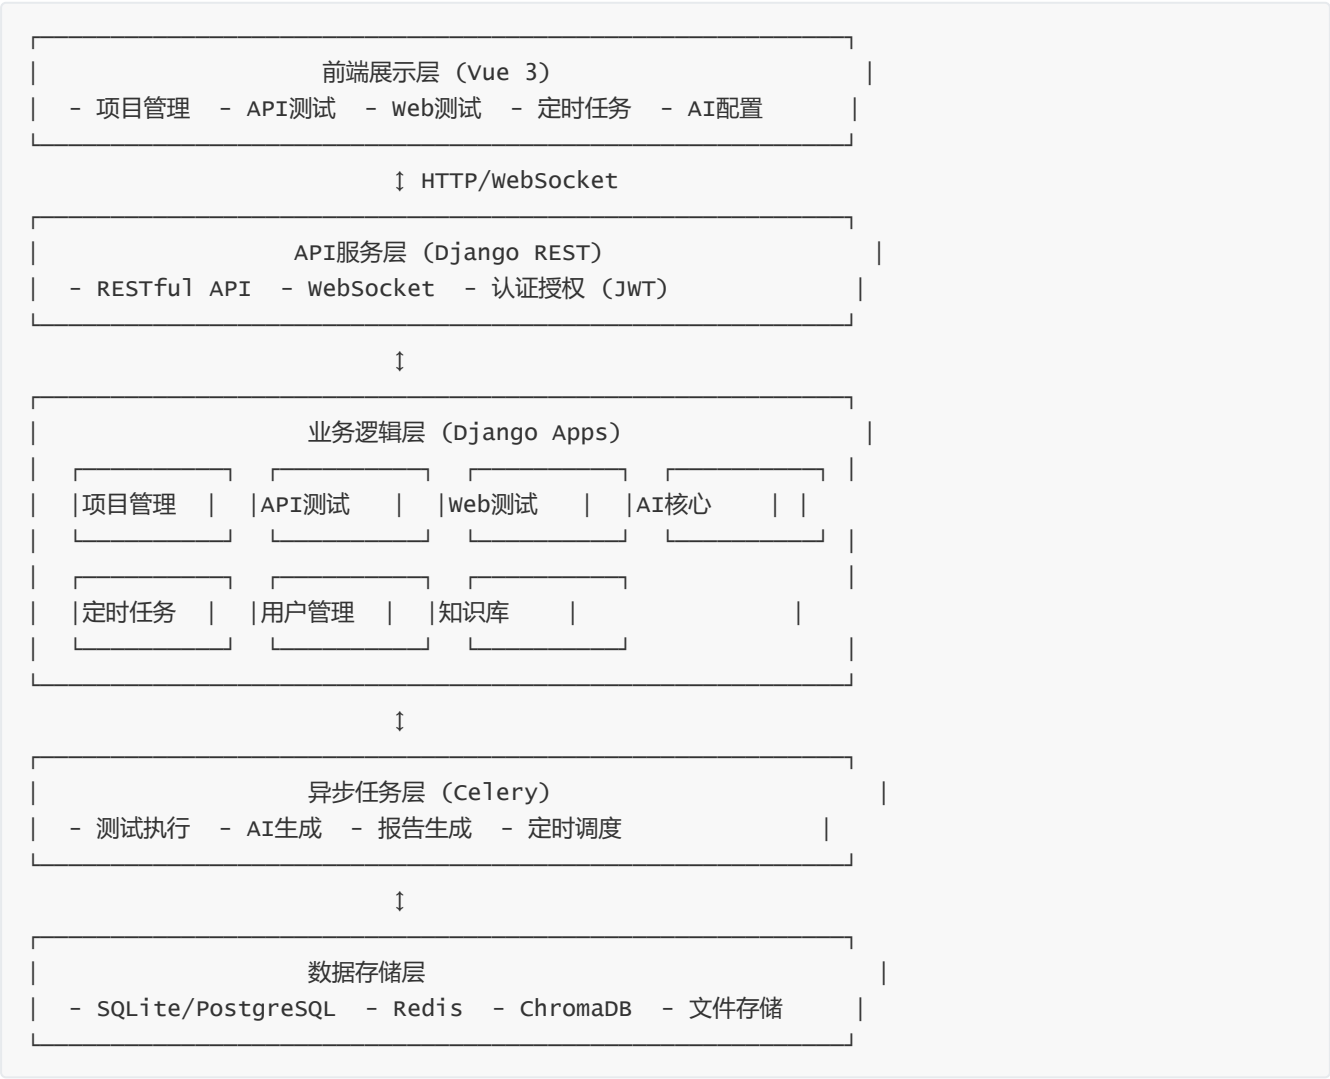 前端展示层 (Vue 3)
- 项目管理 - API测试 - Web测试 - 定时任务 - AI配置
↕ HTTP/WebSocket
API服务层 (Django REST)
- RESTful API - WebSocket - 认证授权 (JWT)
↕
业务逻辑层 (Django Apps)
项目管理 API测试 Web测试 AI核心
定时任务 用户管理 知识库
↕
异步任务层 (Celery)
- 测试执行 - AI生成 - 报告生成 - 定时调度
↕
数据存储层
- SQLite/PostgreSQL - Redis - ChromaDB - 文件存储